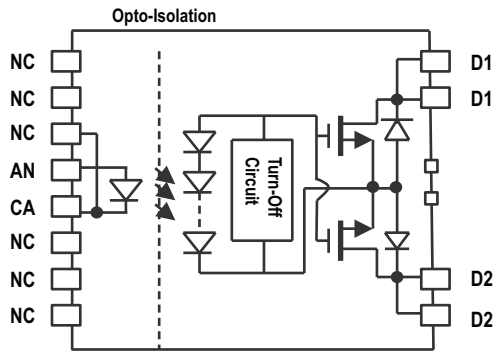 Opto-Isolation
NC
NC
NC
AN
CA
NC
NC
NC
Turn-Off
Circuit
D1
D1
D2
D2